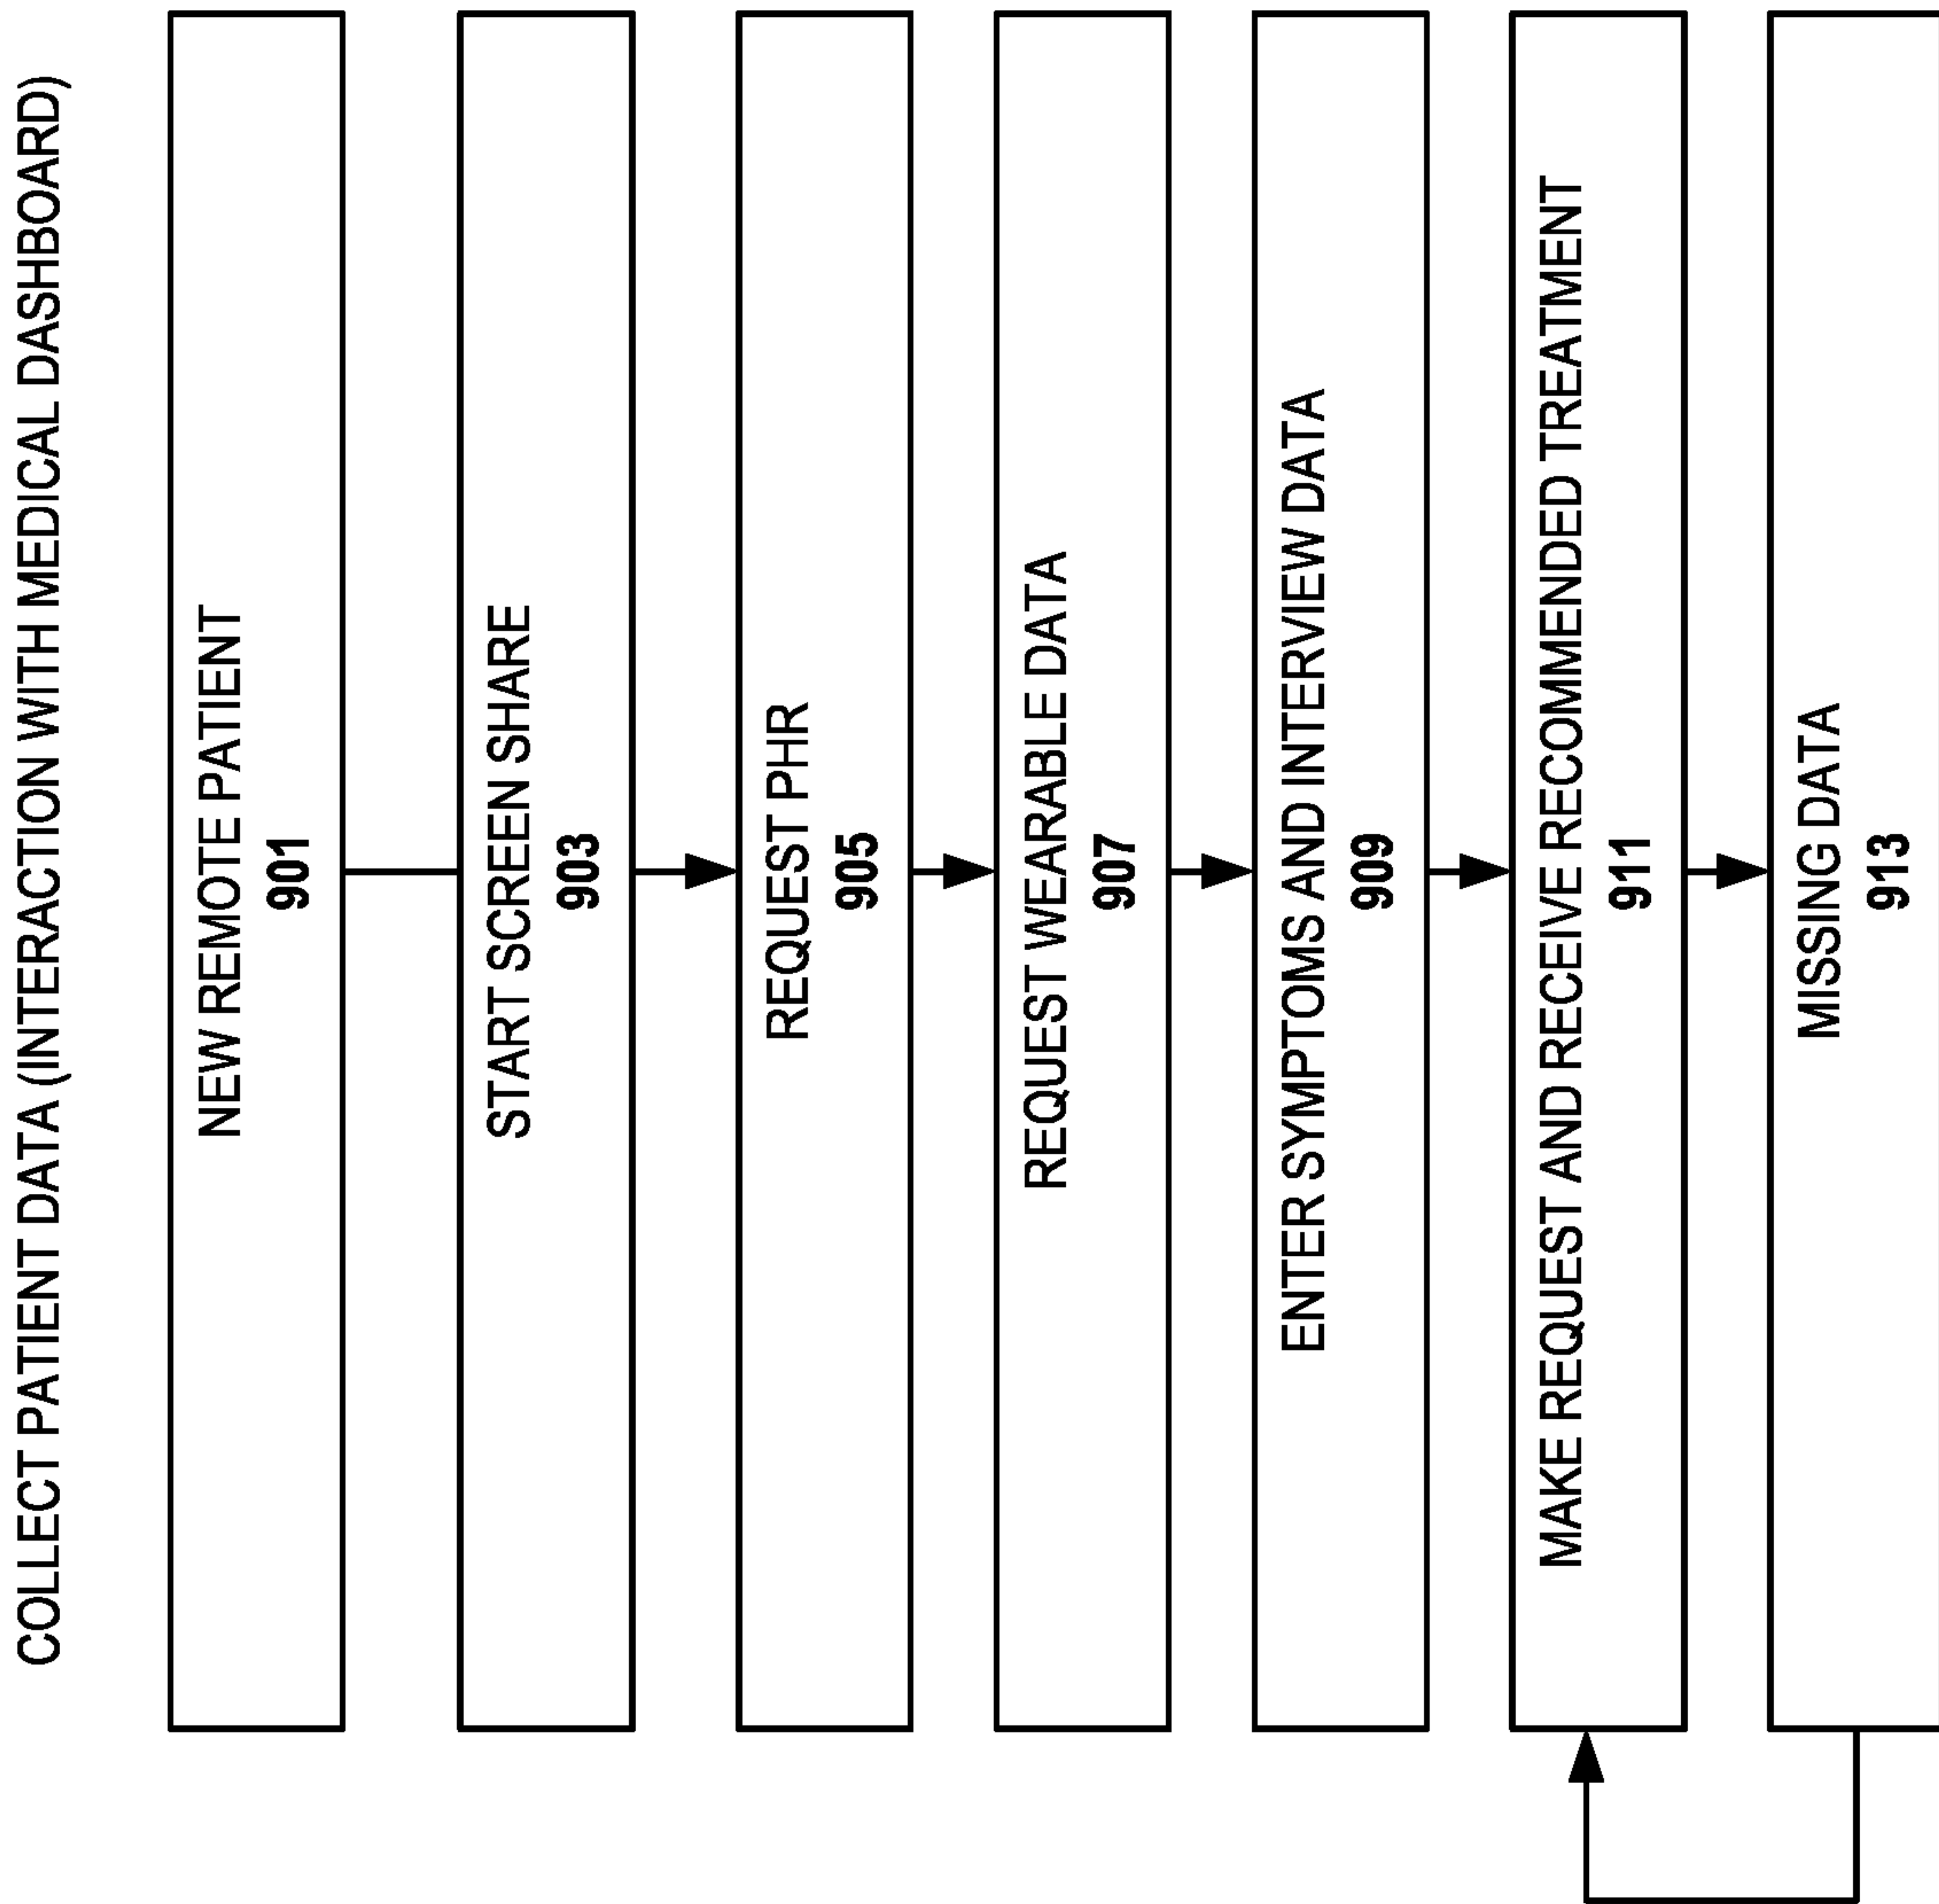 COLLECT PATIENT DATA (INTERACTION WITH MEDICAL DASHBOARD)
NEW REMOTE PATIENT
901
START SCREEN SHARE
903
REQUEST PHR
905
REQUEST WEARABLE DATA
907
ENTER SYMPTOMS AND INTERVIEW DATA
909
MAKE REQUEST AND RECEIVE RECOMMENDED TREATMENT
911
MISSING DATA
913